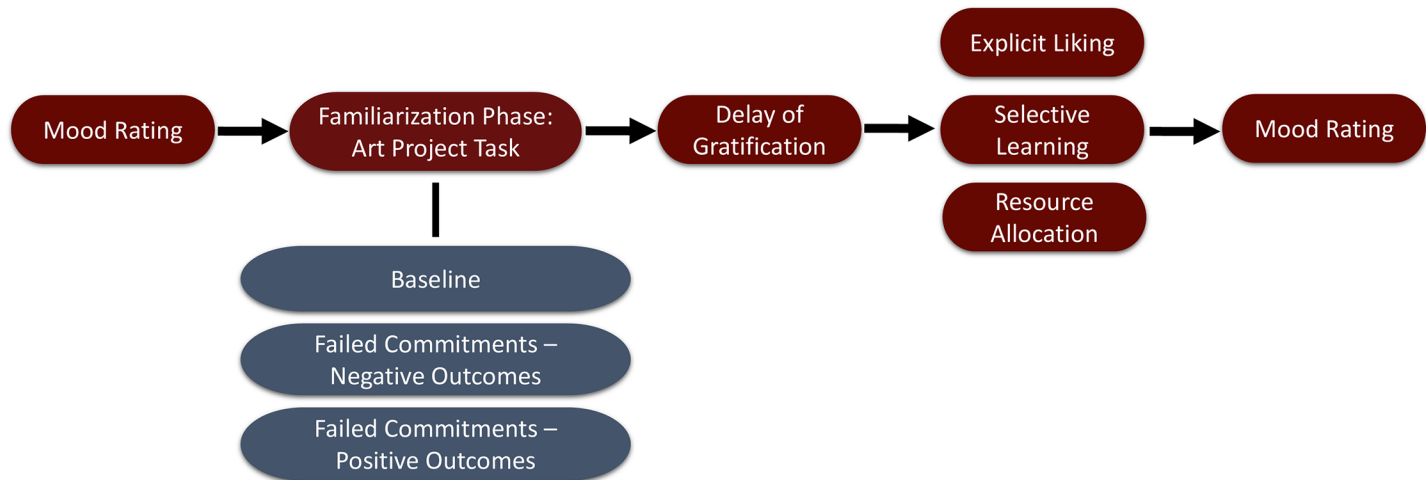 Mood Rating
Familiarization Phase:
Art Project Task
Baseline
Failed Commitments –
Negative Outcomes
Failed Commitments –
Positive Outcomes
Delay of
Gratification
Explicit Liking
Selective
Learning
Resource
Allocation
Mood Rating